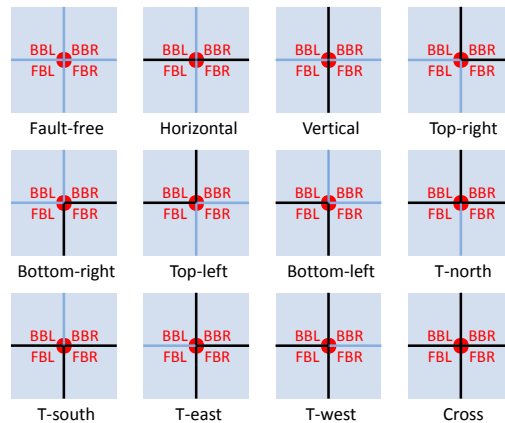 BBL BBR BBL BBR BBL BBR BBL BBR
FBL FBR FBL FBR FBL FBR FBL FBR
Fault-free Horizontal Vertical Top-right
BBL BBR BBL BBR BBL BBR BBL BBR
FBL FBR FBL FBR FBL FBR FBL FBR
Bottom-right Top-left Bottom-left T-north
BBL BBR BBL BBR BBL BBR BBL BBR
FBL FBR FBL FBR FBL FBR FBL FBR
T-south T-east T-west Cross